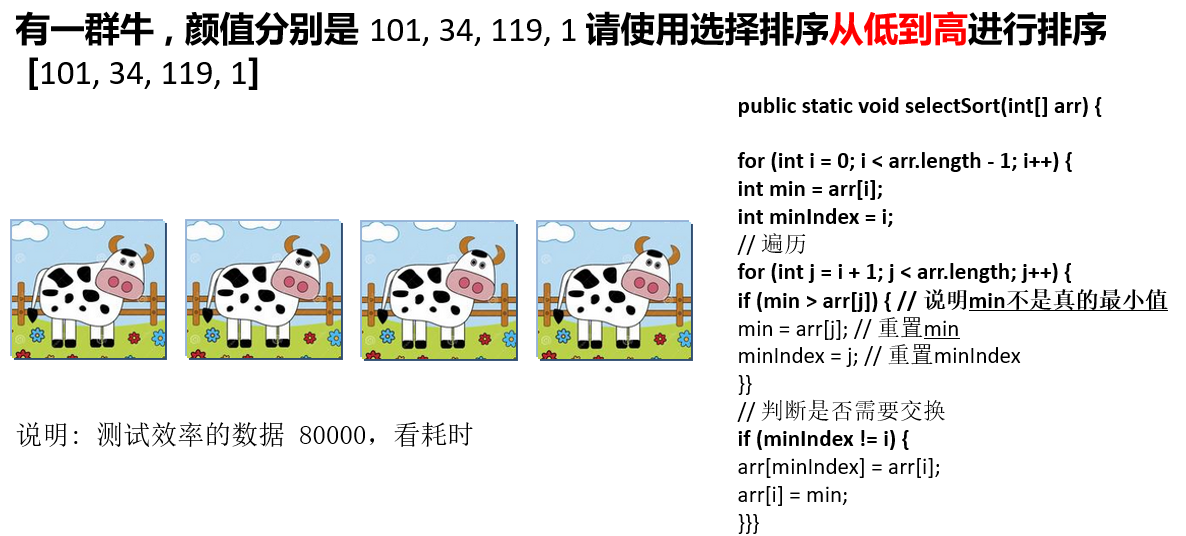 有一群牛 , 颜值分别是 101, 34, 119, 1 请使用选择排序从低到高进行排序
[101, 34, 119, 1]
public static void selectSort(int[] arr) {
for (int i = 0; i < arr.length - 1; i++) {
int min = arr[i];
int minIndex = i;
// 遍历
for (int j = i + 1; j < arr.length; j++) {
if (min > arr[j]) { // 说明min不是真的最小值
min = arr[j]; // 重置min
minIndex = j; // 重置minIndex
}}
// 判断是否需要交换
if (minIndex != i) {
arr[minIndex] = arr[i];
arr[i] = min;
}}}
说明: 测试效率的数据 80000，看耗时